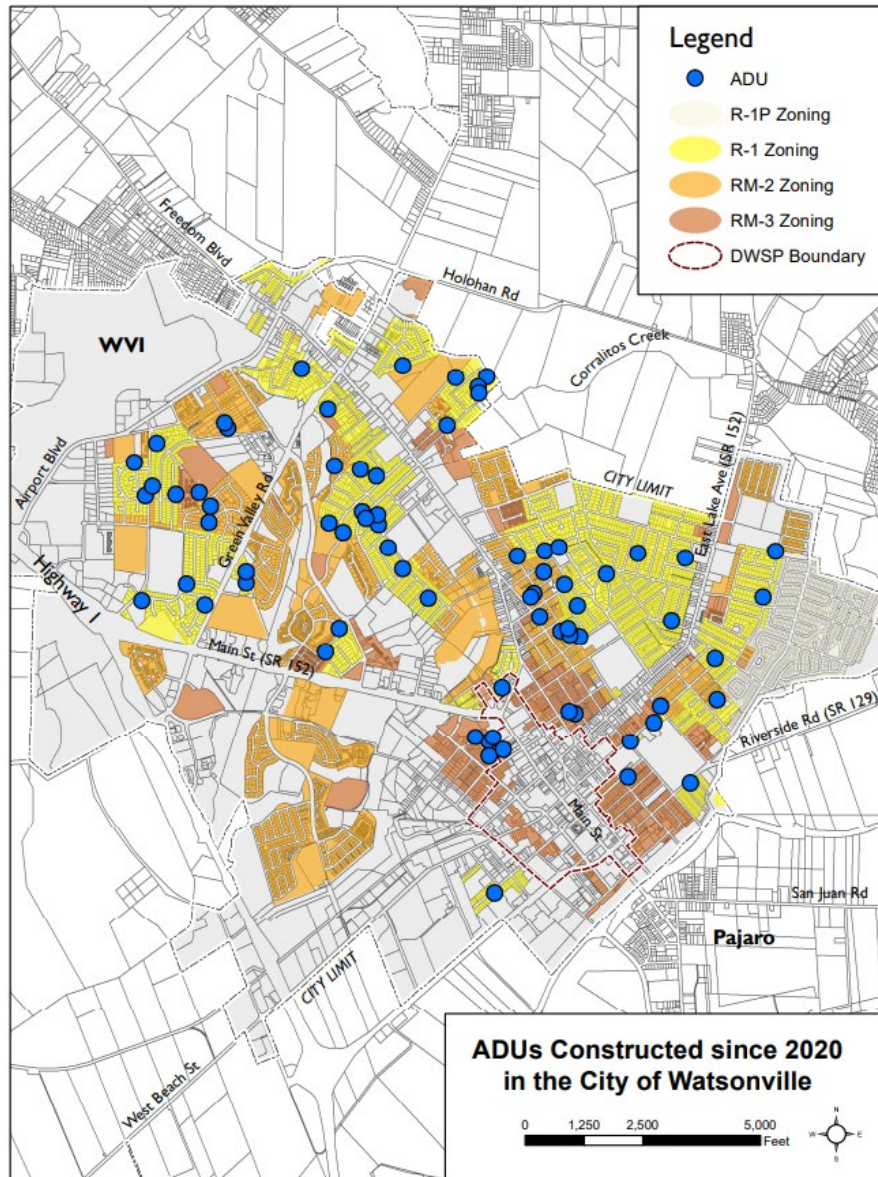 Legend
ADU
R-1P Zoning
R-1 Zoning
RM-2 Zoning
RM-3 Zoning
DWSP Boundary
Freedom Blvd
Holohan Rd
WVI
Corralitos Creek
Airport Blvd
CITY LIMIT
East Lake Ave (SR 152)
Green Valley Rd
Highway 1
Main St (SR 152)
Riverside Rd (SR 129)
Main St
San Juan Rd
Pajaro
CITY LIMIT
West Beach St
ADUs Constructed since 2020
in the City of Watsonville
0 1,250 2,500 5,000
Feet
N
W E
S